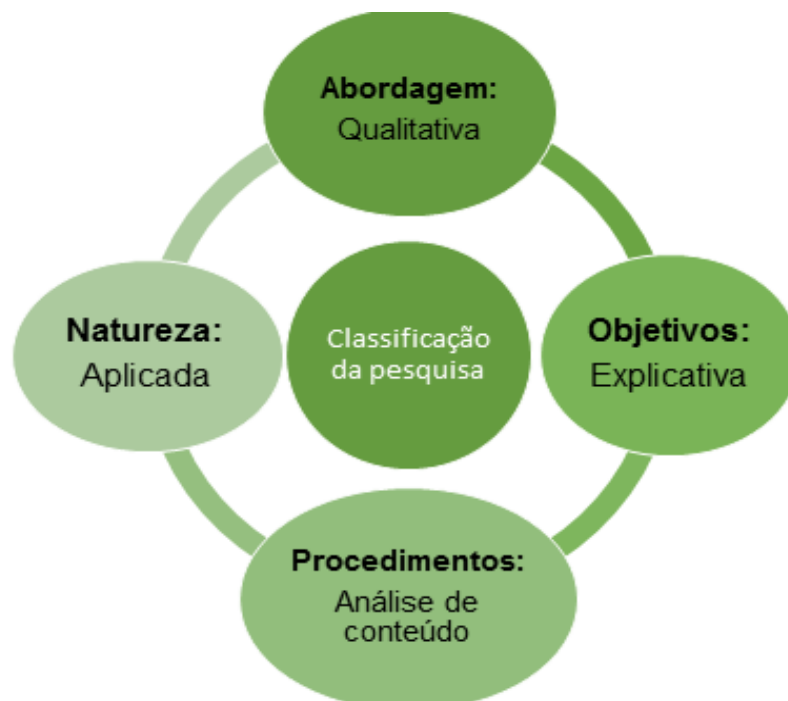 Abordagem:
Qualitativa
Natureza:
Aplicada
Classificação
da pesquisa
Objetivos:
Explicativa
Procedimentos:
Análise de
conteúdo